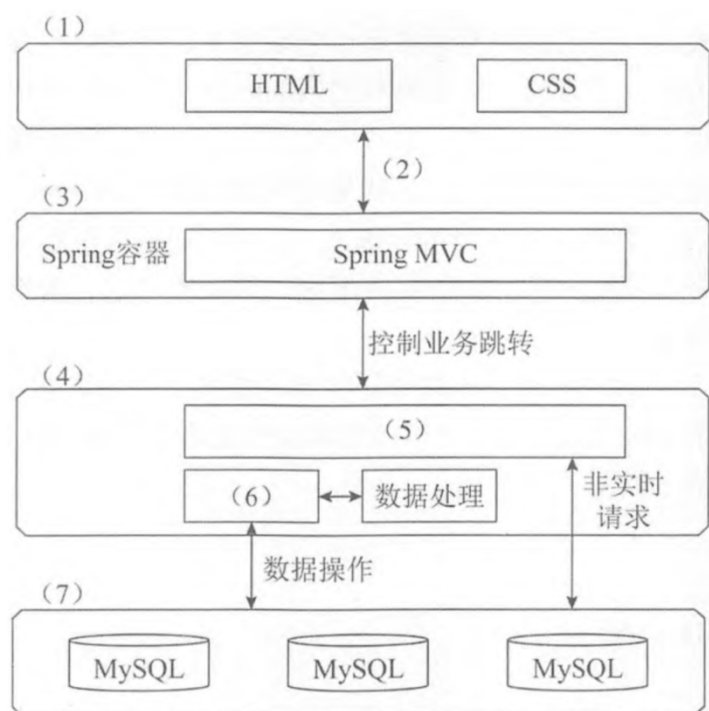 （1）
HTML CSS
（2）
（3）
Spring容器 Spring MVC
控制业务跳转
（4）
（5）
（6） 数据处理
非实时
请求
数据操作
（7）
MySQL MySQL MySQL